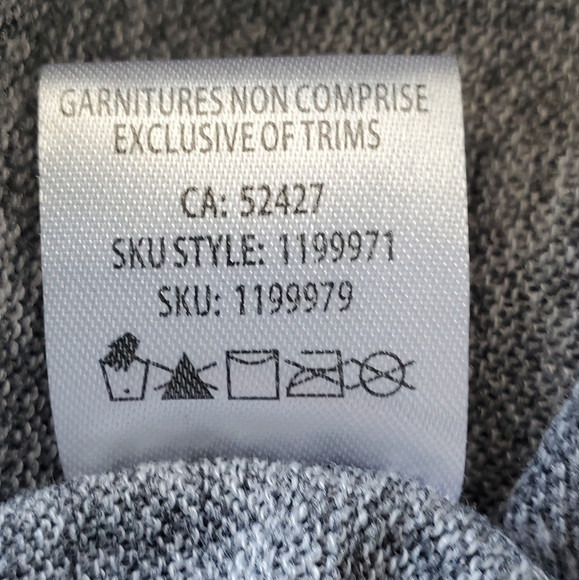 GARNITURES NON COMPRISE
EXCLUSIVE OF TRIMS
CA: 52427
SKU STYLE: 1199971
SKU: 1199979